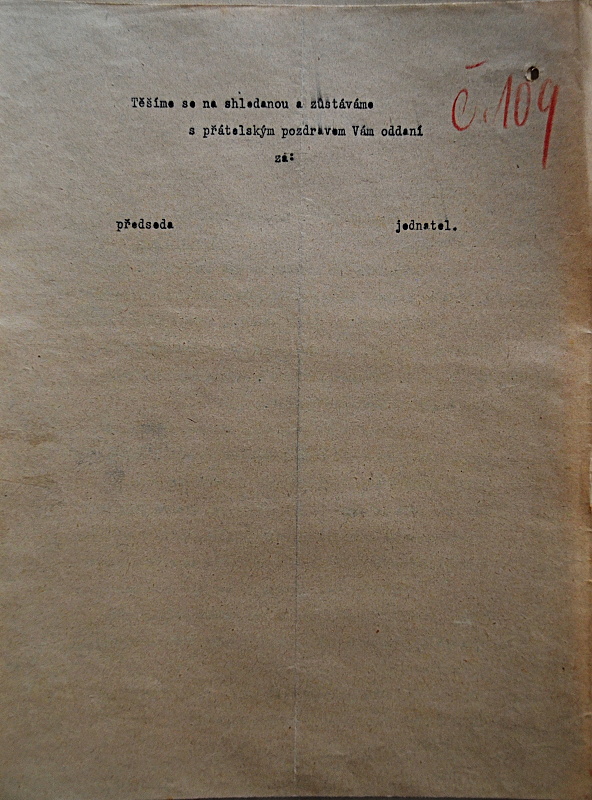 č. 109
Těšíme se na shledanou a zůstáváme
s přátelským pozdravem Vám oddaní
za:
předseda jednatel.